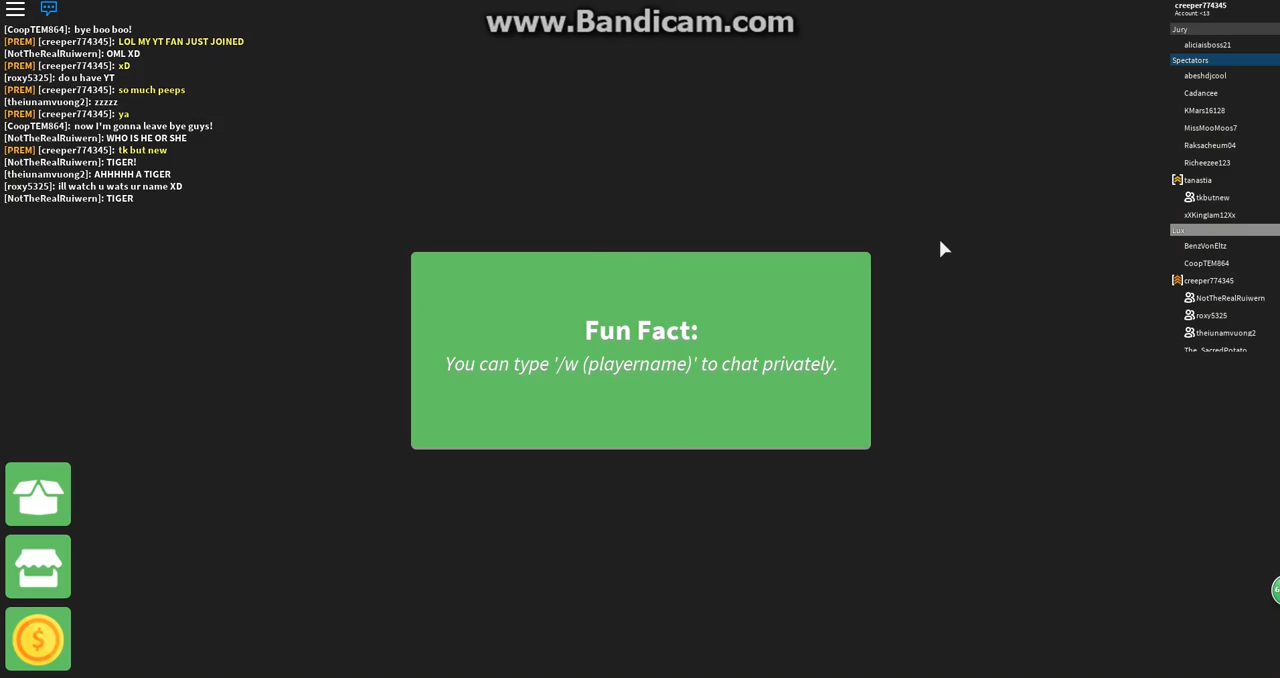 www.Bandicam.com
[CoopTEM864]: bye boo boo!
[PREM] [creeper774345]: LOL MY YT FAN JUST JOINED
[NotTheRealRuiwern]: OML XD
[PREM] [creeper774345]: xD
[roxy5325]: do u have YT
[PREM] [creeper774345]: so much peeps
[theiunamvuong2]: zzzzz
[PREM] [creeper774345]: ya
[CoopTEM864]: now I'm gonna leave bye guys!
[NotTheRealRuiwern]: WHO IS HE OR SHE
[PREM] [creeper774345]: tk but new
[NotTheRealRuiwern]: TIGER!
[theiunamvuong2]: AHHHHH A TIGER
[roxy5325]: ill watch u wats ur name XD
[NotTheRealRuiwern]: TIGER
Fun Fact:
You can type '/w (playername)' to chat privately.
creeper774345
Account: <13
Jury
aliciaisboss21
Spectators
abeshdjcool
Cadancee
KMars16128
MissMooMoos7
Raksacheum04
Richeezee123
tanastia
tkbutnew
xXKingIam12Xx
Lux
BenzVonEltz
CoopTEM864
creeper774345
NotTheRealRuiwern
roxy5325
theiunamvuong2
The_SacredPotato
$